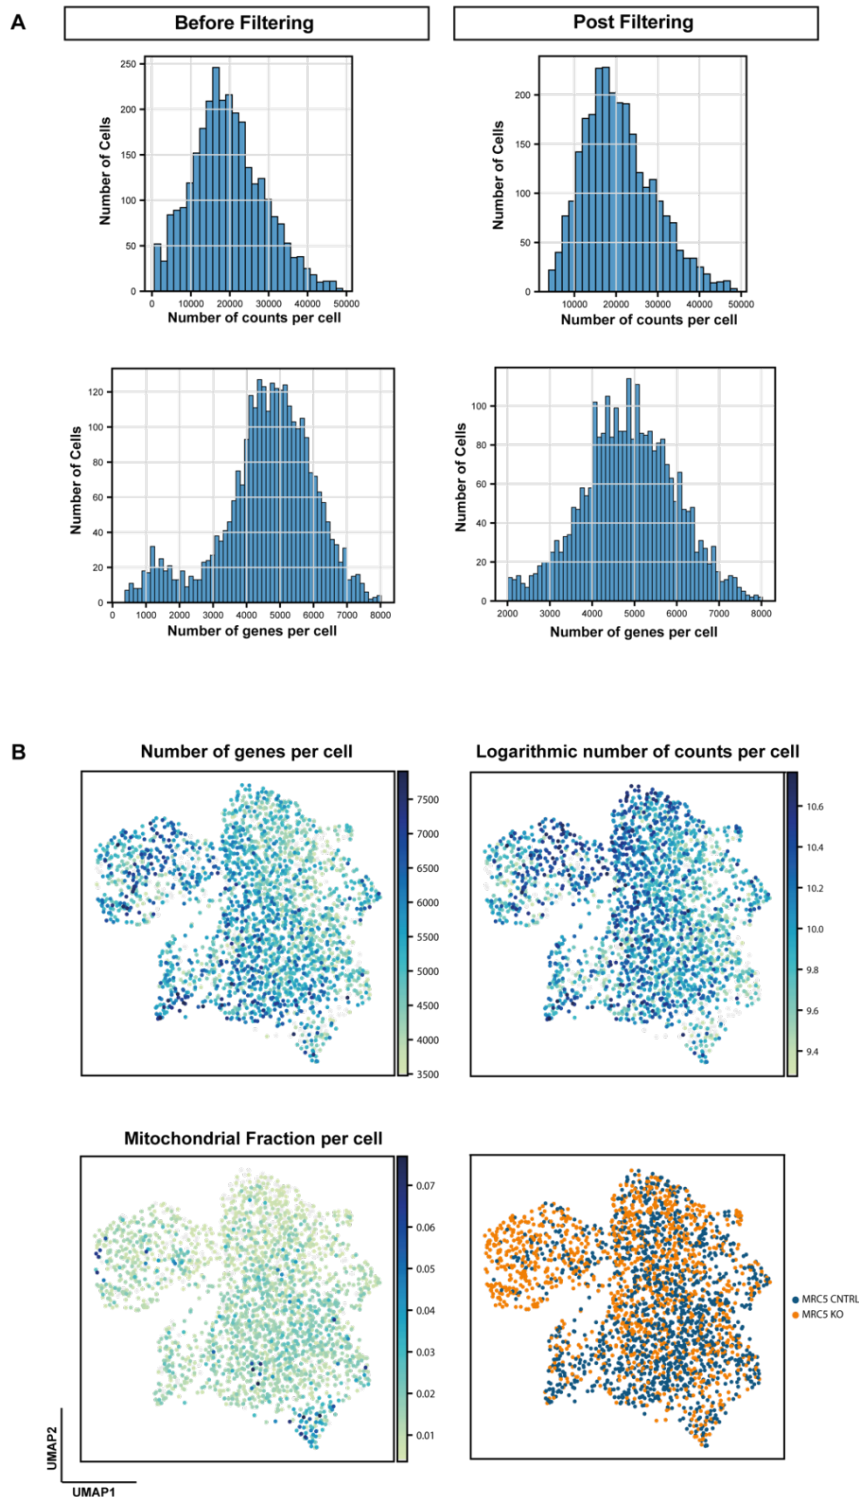 A
Before Filtering
Post Filtering
250
200
150
100
50
0
Number of Cells
0 10000 20000 30000 40000 50000
Number of counts per cell
200
150
100
50
0
Number of Cells
10000 20000 30000 40000 50000
Number of counts per cell
120
100
80
60
40
20
0
Number of Cells
0 1000 2000 3000 4000 5000 6000 7000 8000
Number of genes per cell
100
80
60
40
20
0
Number of Cells
2000 3000 4000 5000 6000 7000 8000
Number of genes per cell
B
Number of genes per cell
7500
7000
6500
6000
5500
5000
4500
4000
3500
Logarithmic number of counts per cell
10.6
10.4
10.2
10.0
9.8
9.6
9.4
Mitochondrial Fraction per cell
0.07
0.06
0.05
0.04
0.03
0.02
0.01
MRC5 CNTRL
MRC5 KO
UMAP2
UMAP1